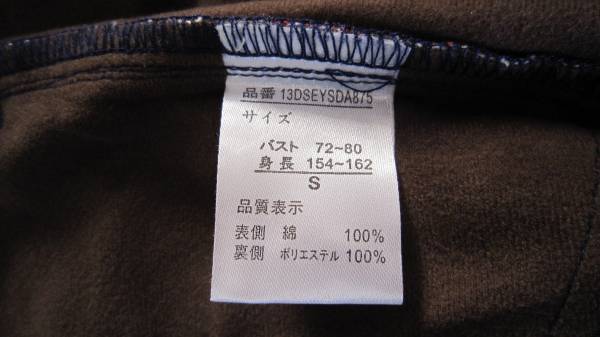 品番 13DSEYSDA875
サイズ
バスト 72~80
身長 154~162
S
品質表示
表側 綿 100%
裏側 ポリエステル 100%